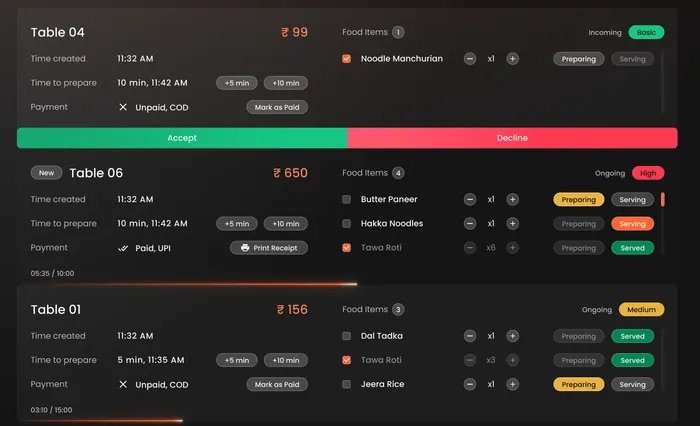 Table 04 ₹ 99 Food Items 1 Incoming Basic
Time created 11:32 AM Noodle Manchurian x1 Preparing Serving
Time to prepare 10 min, 11:42 AM +5 min +10 min
Payment Unpaid, COD Mark as Paid
Accept Decline
New Table 06 ₹ 650 Food Items 4 Ongoing High
Time created 11:32 AM Butter Paneer x1 Preparing Serving
Time to prepare 10 min, 11:42 AM +5 min +10 min Hakka Noodles x1 Preparing Serving
Payment Paid, UPI Print Receipt Tawa Roti x6 Preparing Served
05:35 / 10:00
Table 01 ₹ 156 Food Items 3 Ongoing Medium
Time created 11:32 AM Dal Tadka x1 Preparing Served
Time to prepare 5 min, 11:35 AM +5 min +10 min Tawa Roti x3 Preparing Served
Payment Unpaid, COD Mark as Paid Jeera Rice x1 Preparing Serving
03:10 / 15:00